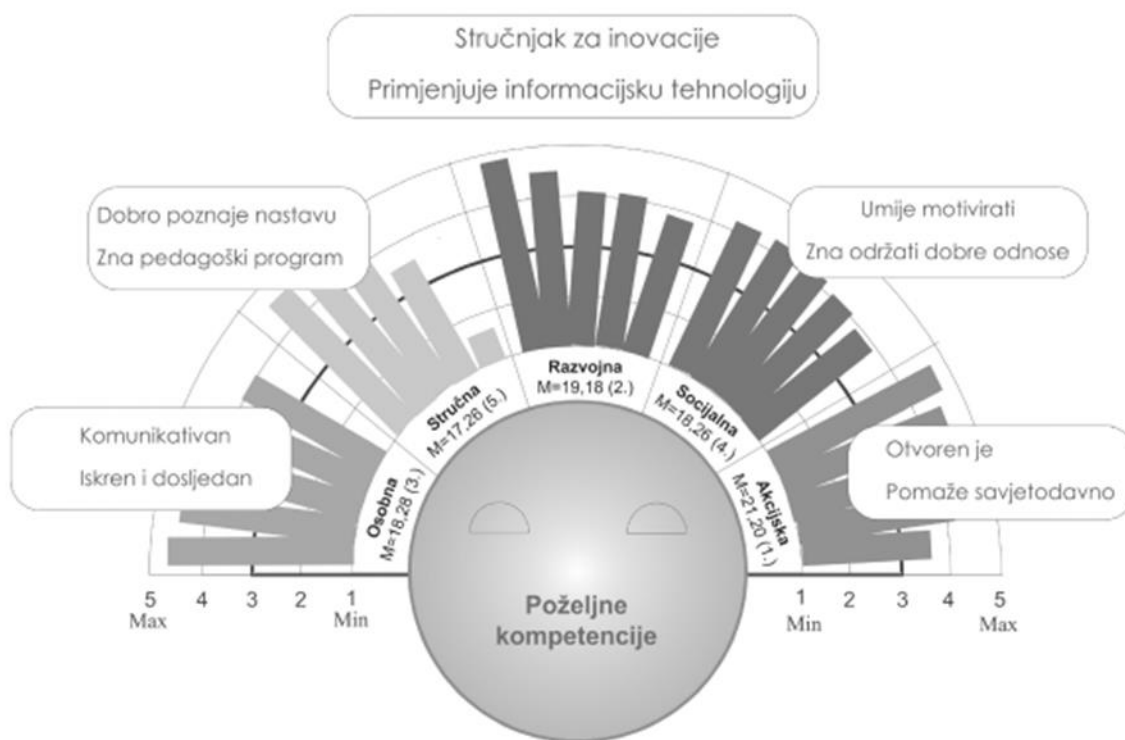 Stručnjak za inovacije
Primjenjuje informacijsku tehnologiju
Dobro poznaje nastavu
Zna pedagoški program
Umije motivirati
Zna održati dobre odnose
Komunikativan
Iskren i dosljedan
Otvoren je
Pomaže savjetodavno
Osobna
M=18,28 (3.)
Stručna
M=17,26 (5.)
Razvojna
M=19,18 (2.)
Socijalna
M=18,26 (4.)
Akcijska
M=21,20 (1.)
Poželjne
kompetencije
5 4 3 2 1
Max Min
1 2 3 4 5
Min Max